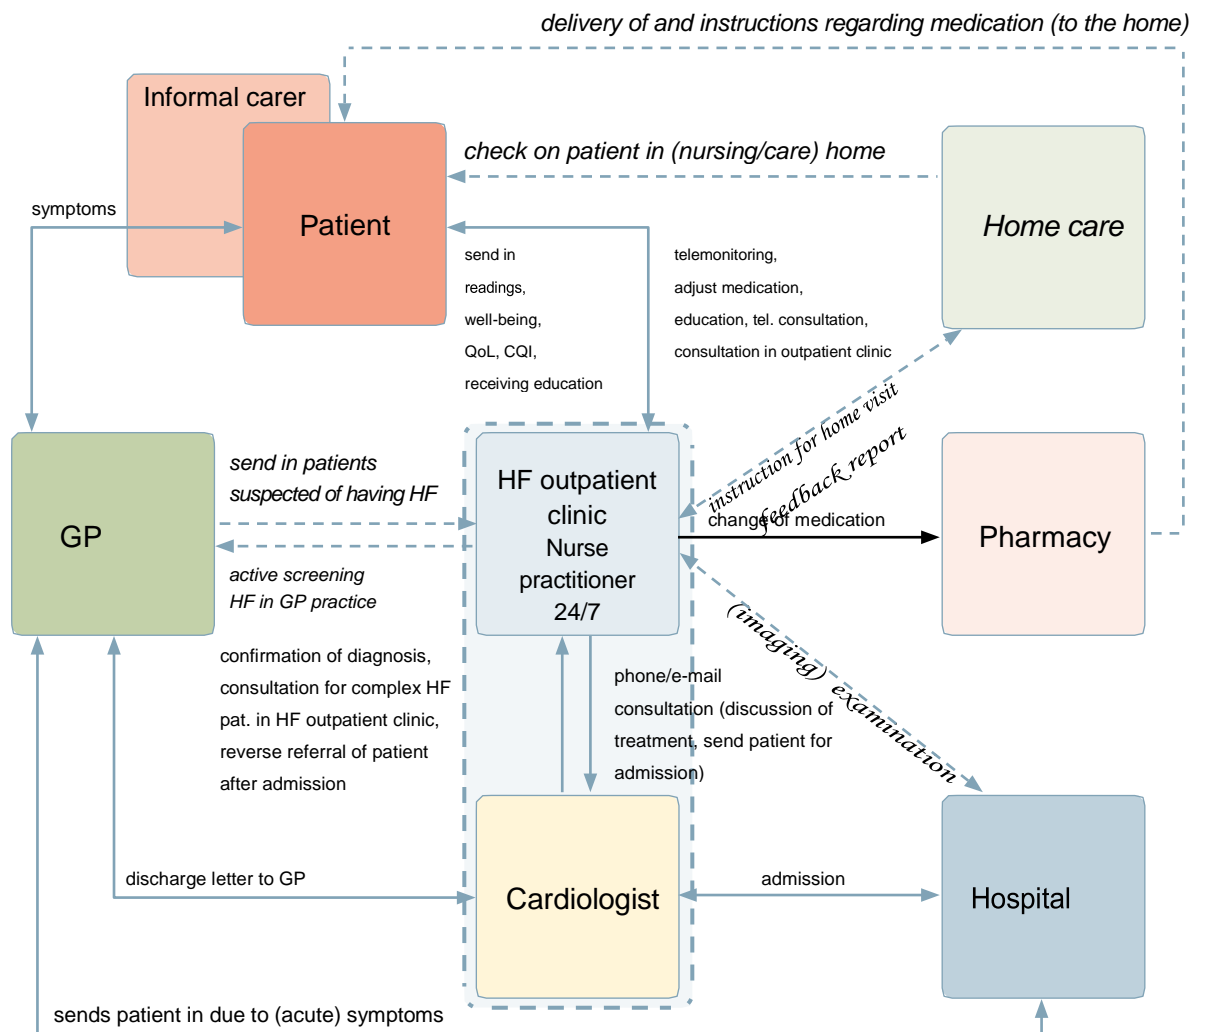 delivery of and instructions regarding medication (to the home)
Informal carer
check on patient in (nursing/care) home
symptoms
Patient
Home care
send in
readings,
well-being,
QoL, CQI,
receiving education
telemonitoring,
adjust medication,
education, tel. consultation,
consultation in outpatient clinic
instruction for home visit
feedback report
send in patients
suspected of having HF
GP
HF outpatient
clinic
Nurse
practitioner
24/7
change of medication
Pharmacy
active screening
HF in GP practice
(imaging) examination
confirmation of diagnosis,
consultation for complex HF
pat. in HF outpatient clinic,
reverse referral of patient
after admission
phone/e-mail
consultation (discussion of
treatment, send patient for
admission)
discharge letter to GP
Cardiologist
admission
Hospital
sends patient in due to (acute) symptoms